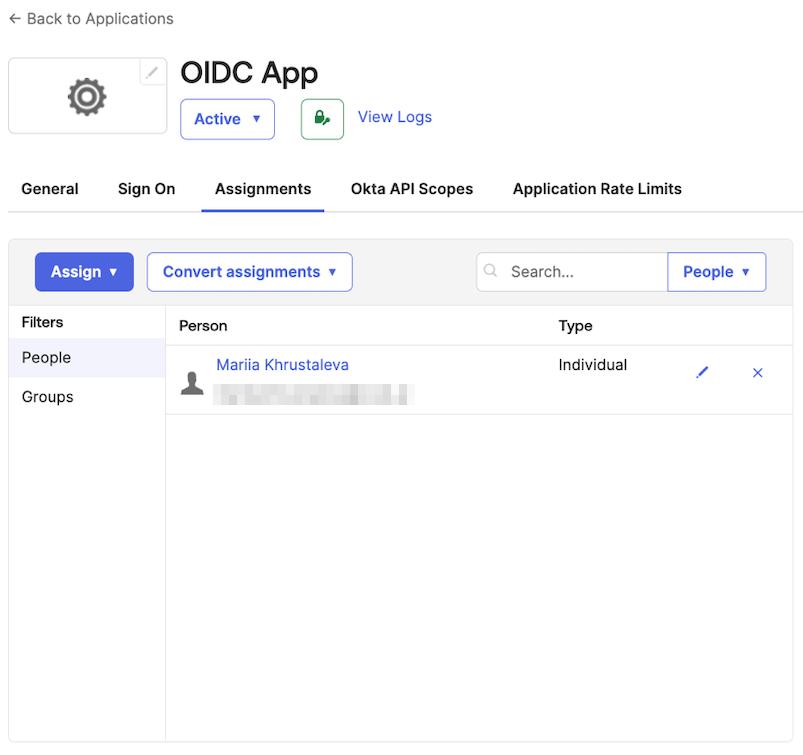 ← Back to Applications
OIDC App
Active ▼
View Logs
General Sign On Assignments Okta API Scopes Application Rate Limits
Assign ▼ Convert assignments ▼ Search... People ▼
Filters Person Type
People Mariia Khrustaleva Individual
Groups